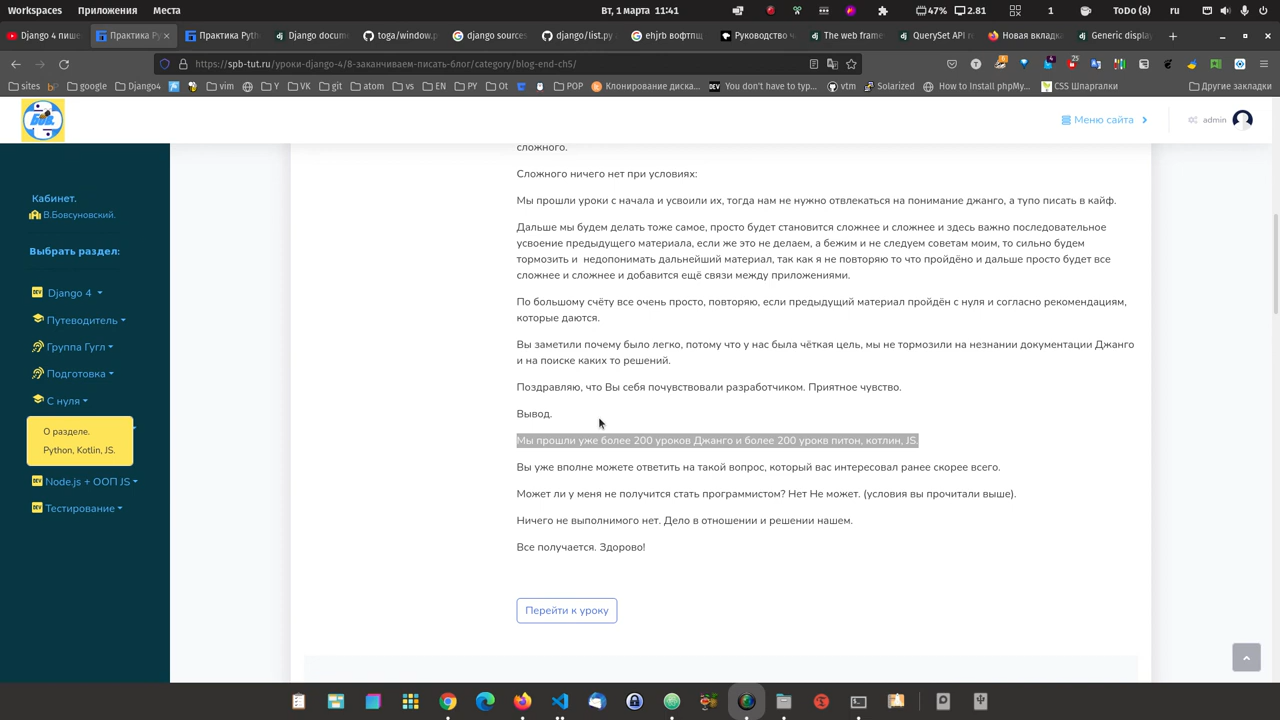 Workspaces Приложения Места
Вт, 1 марта 11:41
47% 2.81 1 ToDo (8) ru
Django 4 пише
Практика Py
Практика Pyth
Django docum
toga/window.p
django sources
django/list.py
ehjrb вофтпщ
Руководство ч
The web frame
QuerySet API r
Новая вкладка
Generic display
https://spb-tut.ru/уроки-django-4/8-заканчиваем-писать-блог/category/blog-end-ch5/
sites google Django4 vim Y VK git atom vs EN PY Ot POP Клонирование диска... You don't have to typ... vtm Solarized How to Install phpMy... CSS Шпаргалки Другие закладки
БОВ.
Меню сайта
admin
Кабинет.
В.Бовсуновский.
Выбрать раздел:
Django 4
Путеводитель
Группа Гугл
Подготовка
С нуля
О разделе.
Python, Kotlin, JS.
Node.js + ООП JS
Тестирование
сложного.
Сложного ничего нет при условиях:
Мы прошли уроки с начала и усвоили их, тогда нам не нужно отвлекаться на понимание джанго, а тупо писать в кайф.
Дальше мы будем делать тоже самое, просто будет становится сложнее и сложнее и здесь важно последовательное
усвоение предыдущего материала, если же это не делаем, а бежим и не следуем советам моим, то сильно будем
тормозить и недопонимать дальнейший материал, так как я не повторяю то что пройдёно и дальше просто будет все
сложнее и сложнее и добавится ещё связи между приложениями.
По большому счёту все очень просто, повторяю, если предыдущий материал пройдён с нуля и согласно рекомендациям,
которые даются.
Вы заметили почему было легко, потому что у нас была чёткая цель, мы не тормозили на незнании документации Джанго
и на поиске каких то решений.
Поздравляю, что Вы себя почувствовали разработчиком. Приятное чувство.
Вывод.
Мы прошли уже более 200 уроков Джанго и более 200 урокв питон, котлин, JS.
Вы уже вполне можете ответить на такой вопрос, который вас интересовал ранее скорее всего.
Может ли у меня не получится стать программистом? Нет Не может. (условия вы прочитали выше).
Ничего не выполнимого нет. Дело в отношении и решении нашем.
Все получается. Здорово!
Перейти к уроку